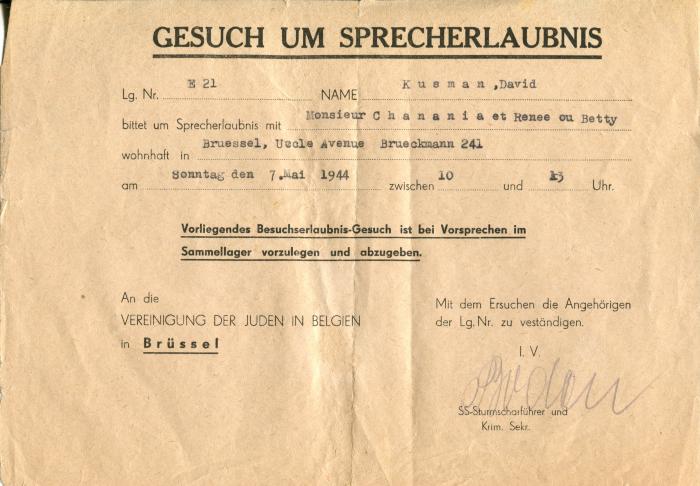 GESUCH UM SPRECHERLAUBNIS
Lg. Nr. E 21 NAME Kusman, David
bittet um Sprecherlaubnis mit Monsieur Chanania et Renee ou Betty
wohnhaft in Bruessel, Uccle Avenue Brueckmann 241
am Sonntag den 7. Mai 1944 zwischen 10 und 13 Uhr.
Vorliegendes Besuchserlaubnis-Gesuch ist bei Vorsprechen im
Sammellager vorzulegen und abzugeben.
An die
VEREINIGUNG DER JUDEN IN BELGIEN
in Brüssel
Mit dem Ersuchen die Angehörigen
der Lg. Nr. zu veständigen.
I. V.
SS-Sturmscharführer und
Krim. Sekr.